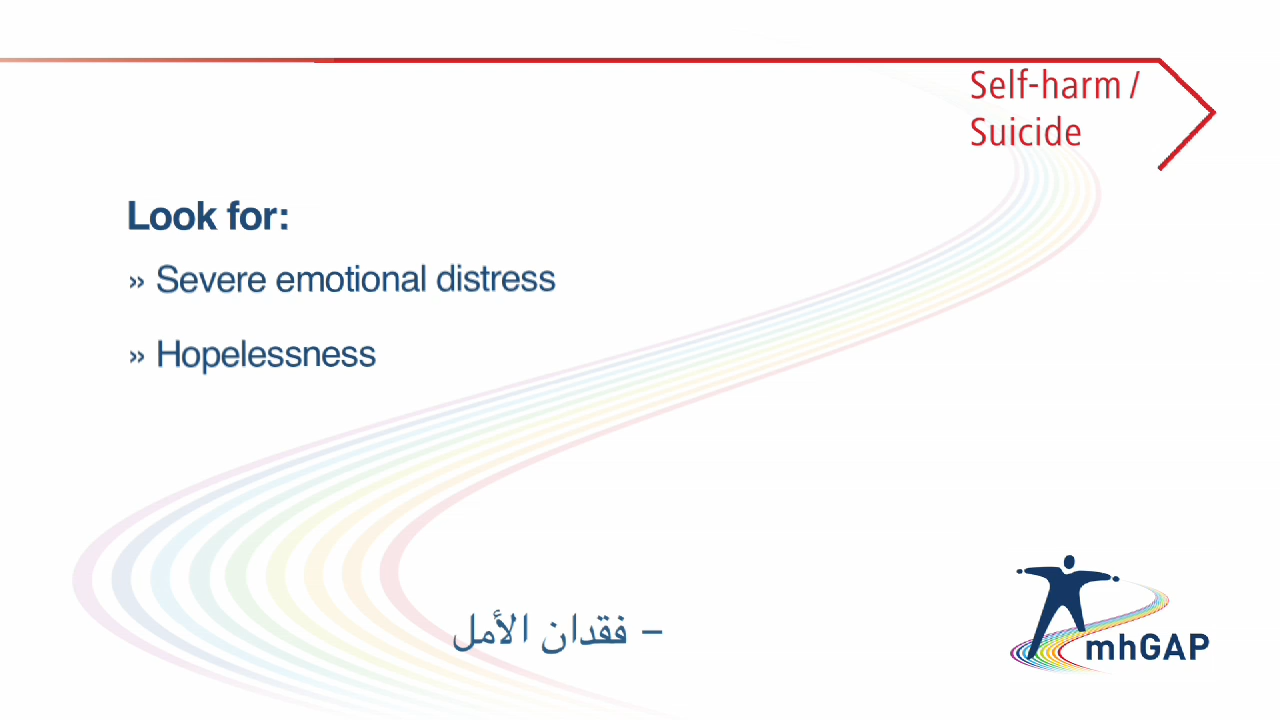 Self-harm /
Suicide
Look for:
» Severe emotional distress
» Hopelessness
– فقدان الأمل
mhGAP